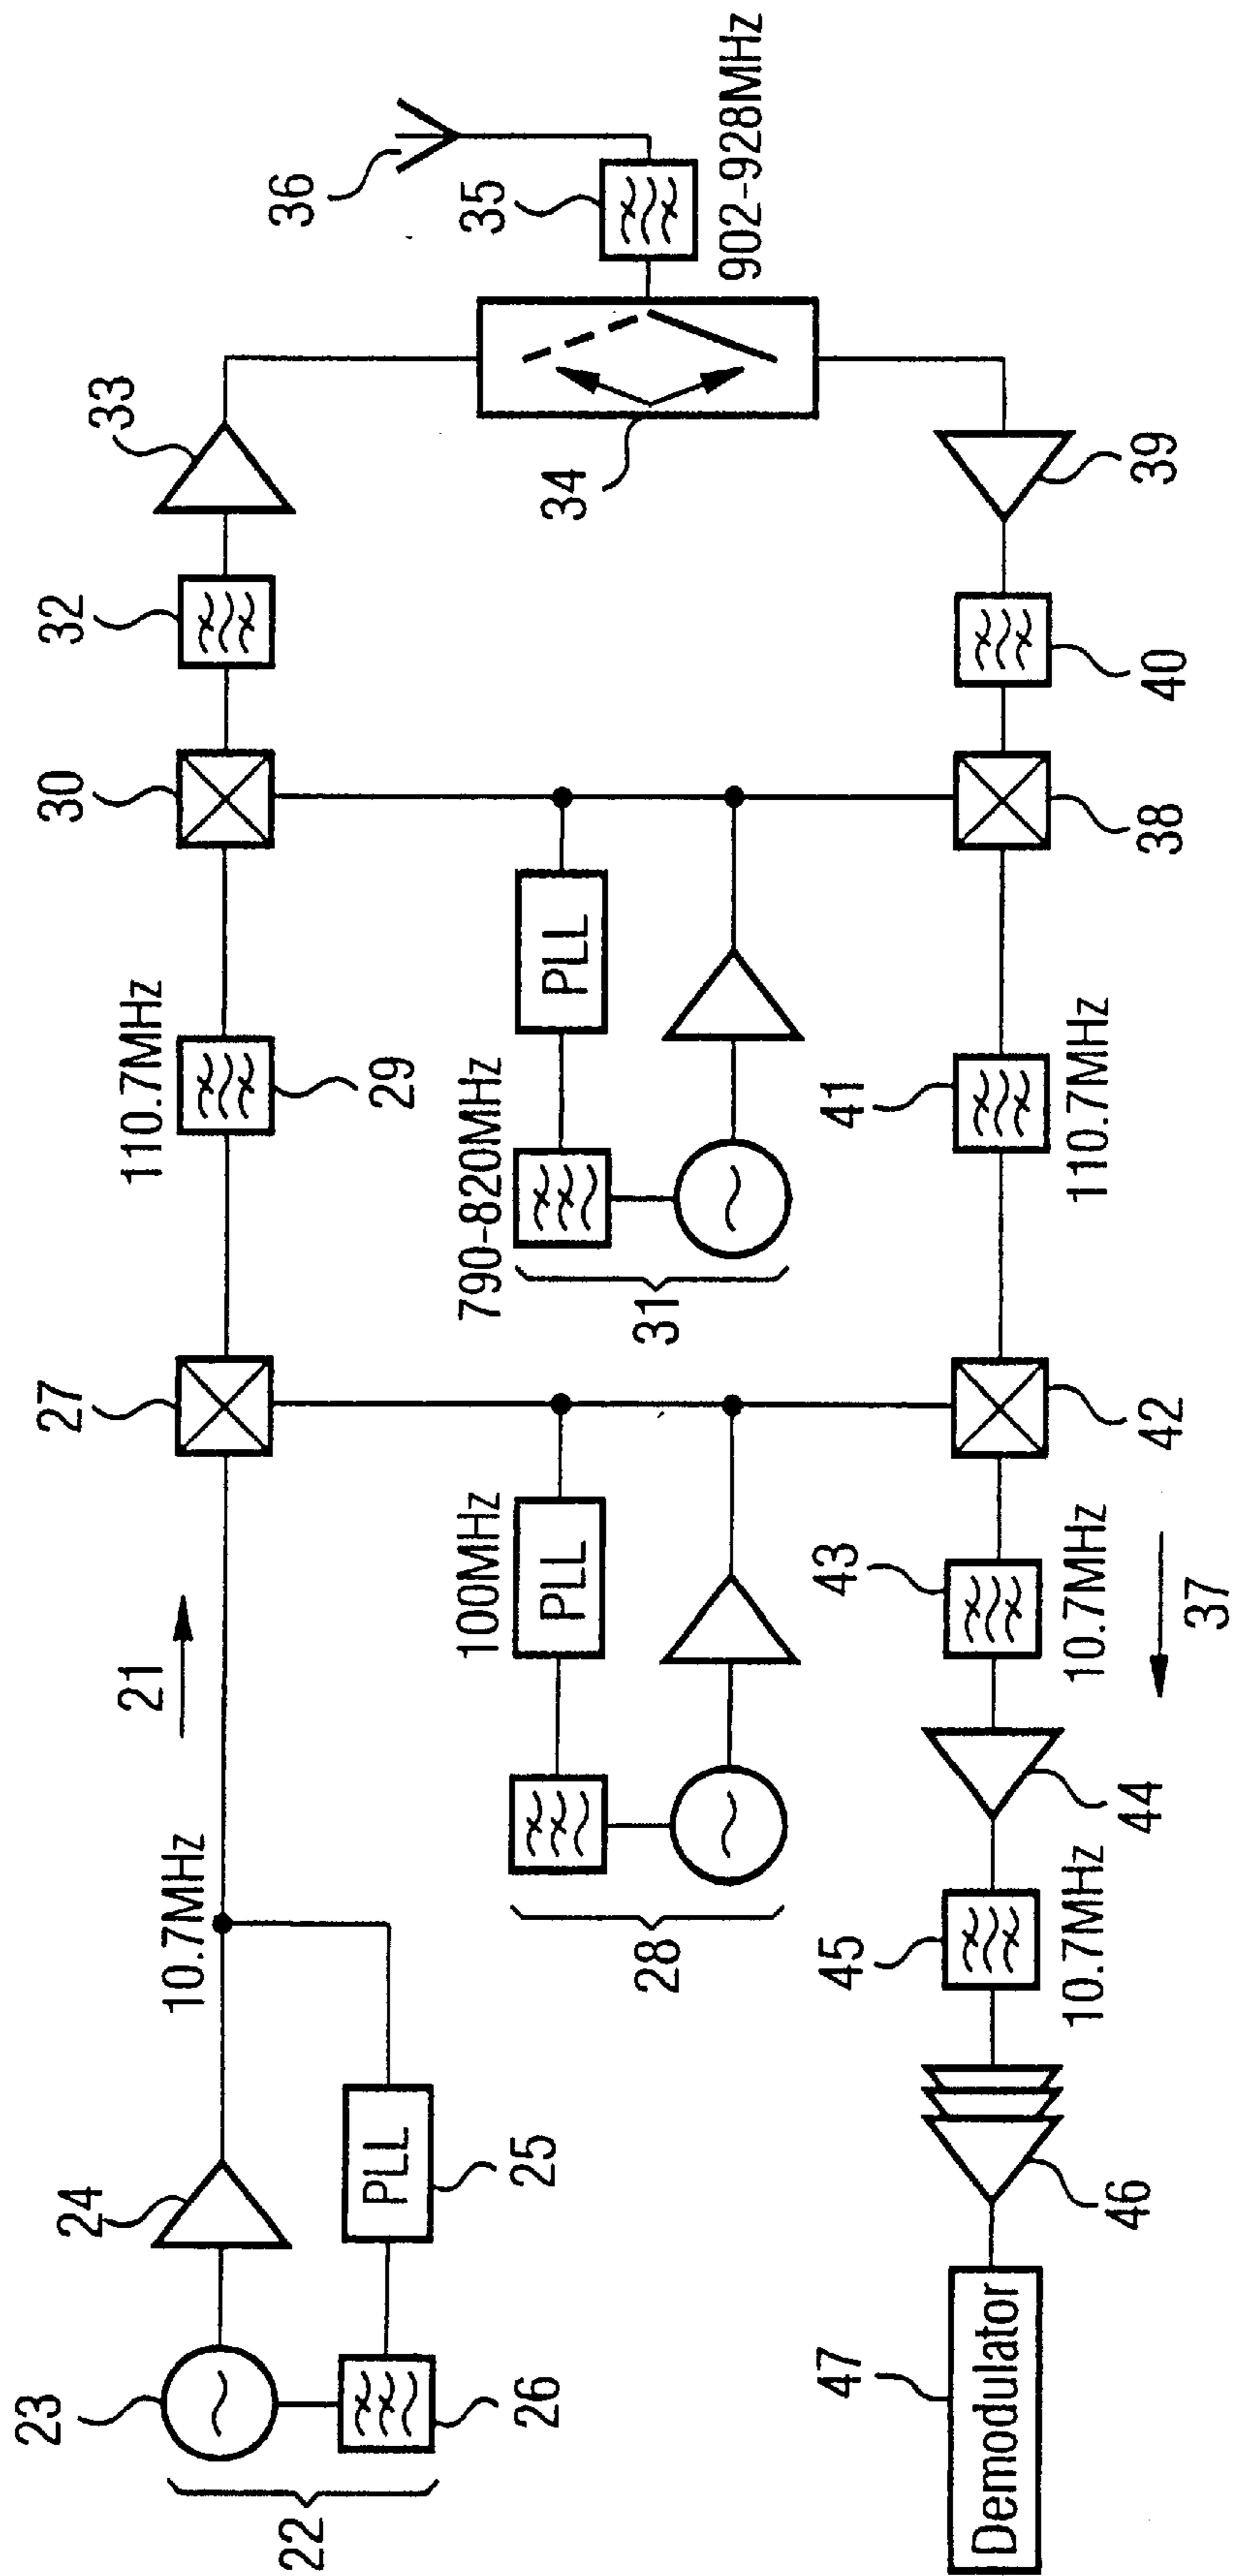 22
23
24
10.7MHz
21
27
110.7MHz
29
30
32
33
36
35
902-928MHz
34
26
25
PLL
28
100MHz
PLL
31
790-820MHz
PLL
47
Demodulator
46
45
10.7MHz
44
43
10.7MHz
37
42
41
110.7MHz
38
40
39